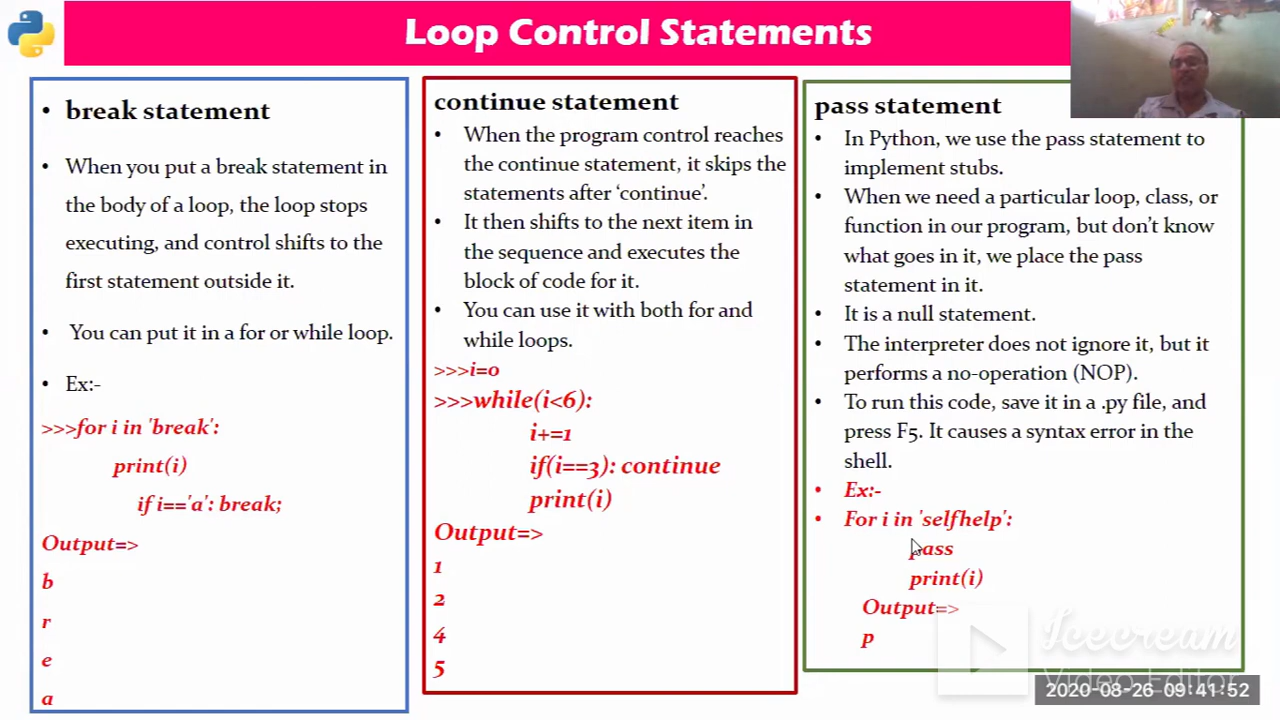 Loop Control Statements
• break statement
• When you put a break statement in
the body of a loop, the loop stops
executing, and control shifts to the
first statement outside it.
• You can put it in a for or while loop.
• Ex:-
>>>for i in 'break':
print(i)
if i=='a': break;
Output=>
b
r
e
a
continue statement
• When the program control reaches
the continue statement, it skips the
statements after ‘continue’.
• It then shifts to the next item in
the sequence and executes the
block of code for it.
• You can use it with both for and
while loops.
>>>i=0
>>>while(i<6):
i+=1
if(i==3): continue
print(i)
Output=>
1
2
4
5
pass statement
• In Python, we use the pass statement to
implement stubs.
• When we need a particular loop, class, or
function in our program, but don’t know
what goes in it, we place the pass
statement in it.
• It is a null statement.
• The interpreter does not ignore it, but it
performs a no-operation (NOP).
• To run this code, save it in a .py file, and
press F5. It causes a syntax error in the
shell.
• Ex:-
• For i in 'selfhelp':
pass
print(i)
Output=>
p
Icecream
Video Editor
2020-08-26 09:41:52